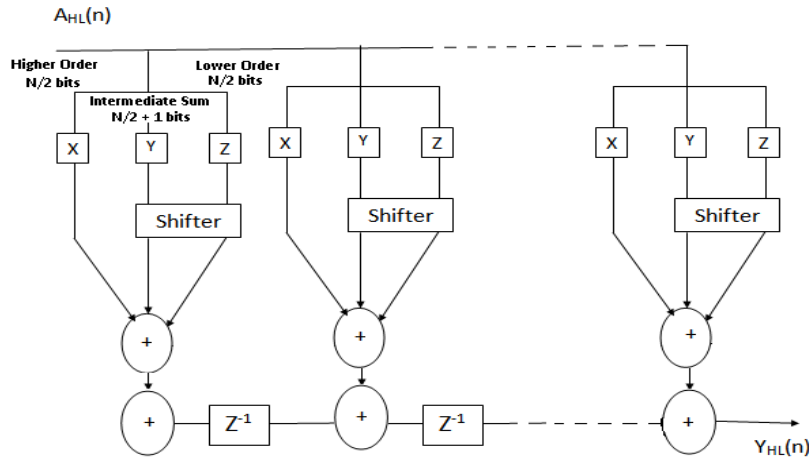 A_HL(n)
Higher Order
N/2 bits
Lower Order
N/2 bits
Intermediate Sum
N/2 + 1 bits
X
Y
Z
X
Y
Z
X
Y
Z
Shifter
Shifter
Shifter
+
+
+
+
Z⁻¹
+
Z⁻¹
+
Y_HL(n)